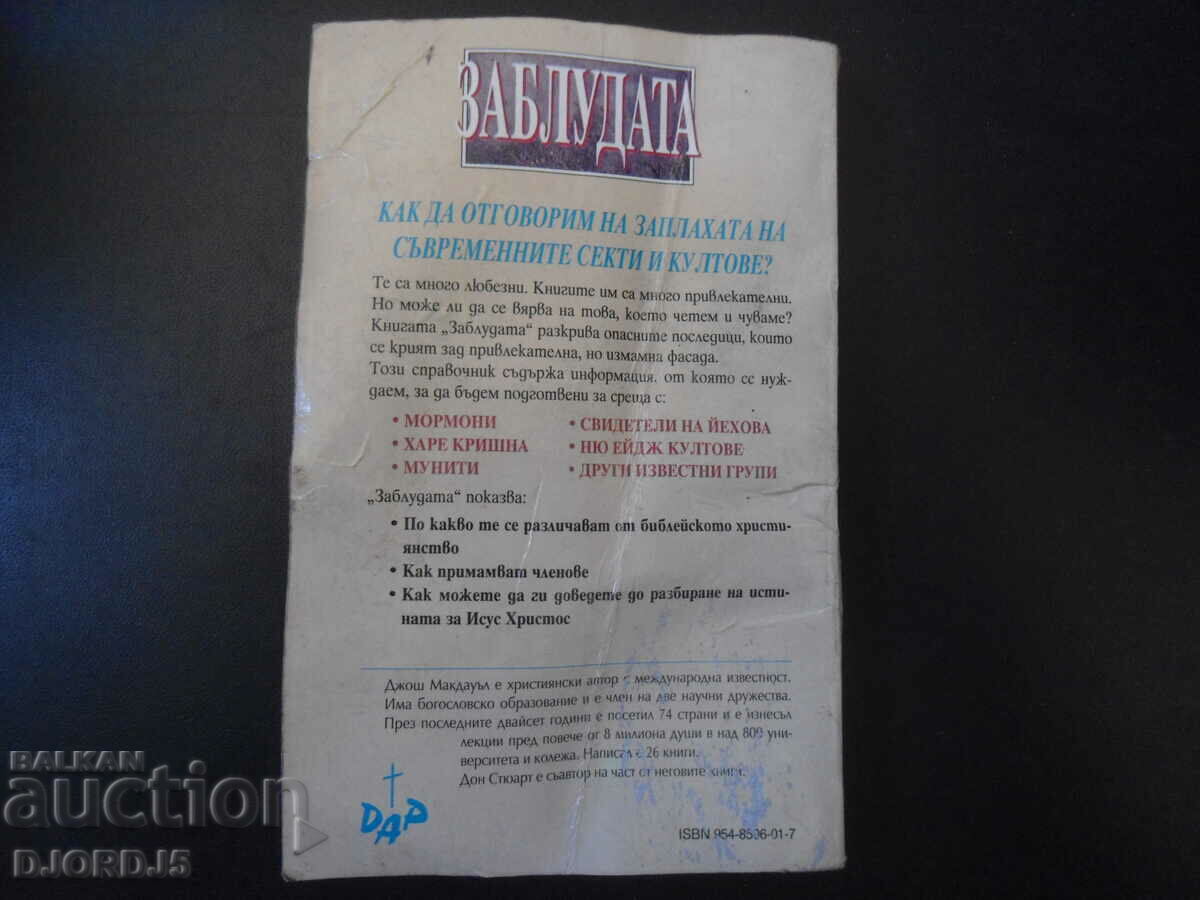 ЗАБЛУДАТА
КАК ДА ОТГОВОРИМ НА ЗАПЛАХАТА НА
СЪВРЕМЕННИТЕ СЕКТИ И КУЛТОВЕ?
Те са много любезни. Книгите им са много привлекателни.
Но може ли да се вярва на това, което четем и чуваме?
Книгата „Заблудата“ разкрива опасните последици, които
се крият зад привлекателна, но измамна фасада.
Този справочник съдържа информация, от която се нуж-
даем, за да бъдем подготвени за среща с:
• МОРМОНИ
• СВИДЕТЕЛИ НА ЙЕХОВА
• ХАРЕ КРИШНА
• НЮ ЕЙДЖ КУЛТОВЕ
• МУНИТИ
• ДРУГИ ИЗВЕСТНИ ГРУПИ
„Заблудата“ показва:
• По какво те се различават от библейското христи-
янство
• Как примамват членове
• Как можете да ги доведете до разбиране на исти-
ната за Исус Христос
Джош Макдауъл е християнски автор с международна известност.
Има богословско образование и е член на две научни дружества.
През последните двайсет години е посетил 74 страни и е изнесъл
лекции пред повече от 8 милиона души в над 800 уни-
верситета и колежа. Написал е 26 книги.
Дон Стюарт е съавтор на част от неговите книги.
DAP
ISBN 954-8536-01-7
BALKAN
auction
DJORDJ5